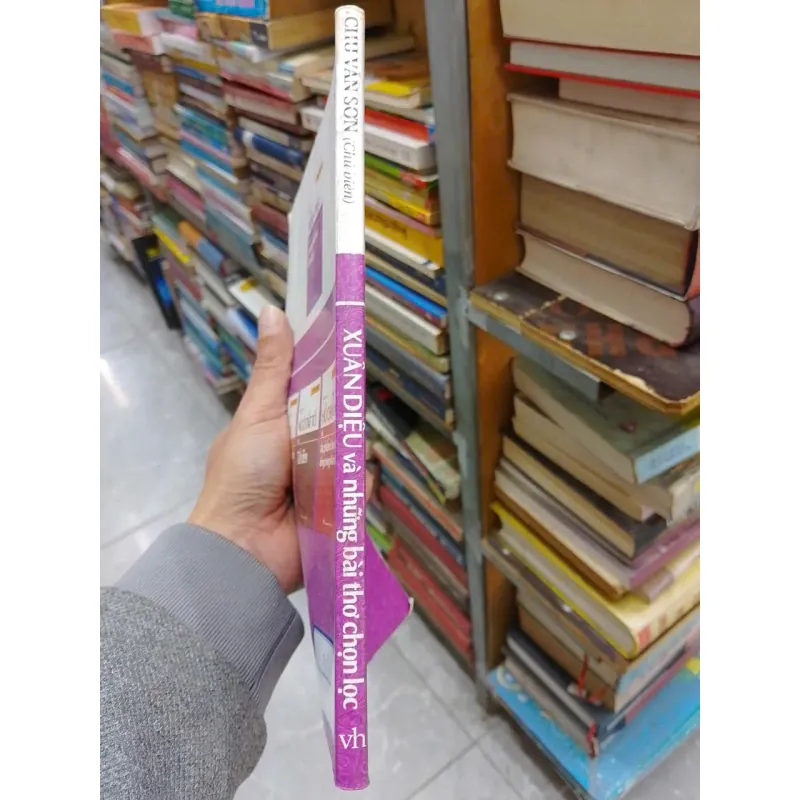 CHU VĂN SƠN (Chủ biên)
XUÂN DIỆU và những bài thơ chọn lọc
vh